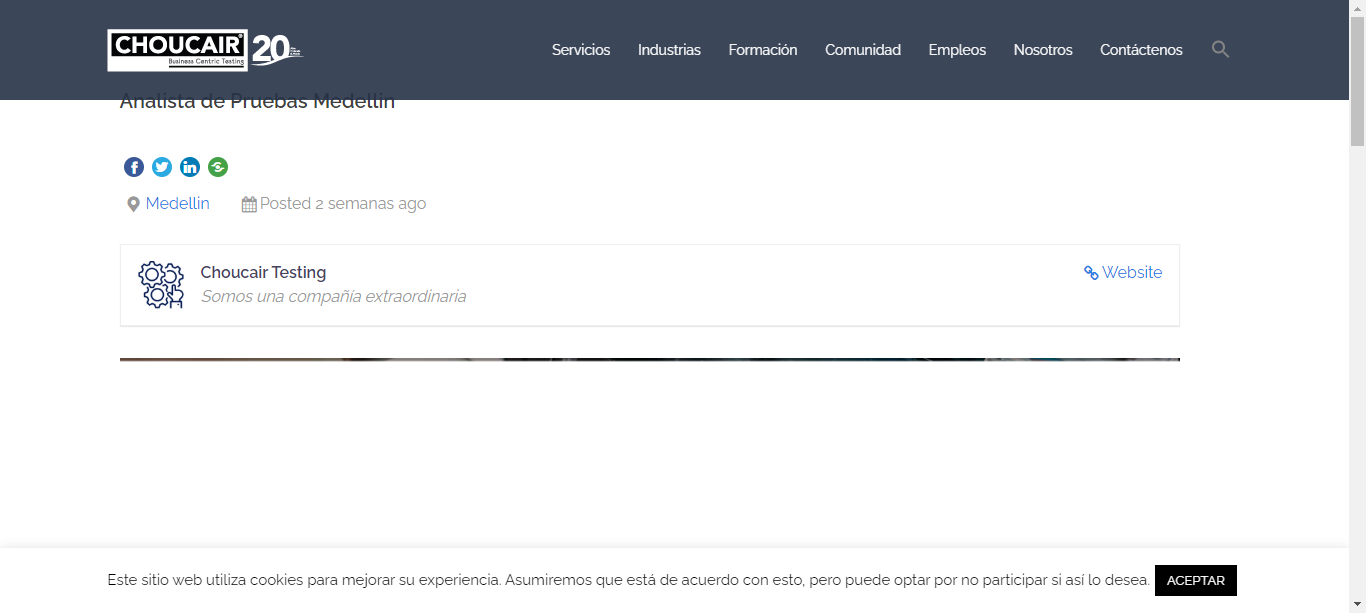 CHOUCAIR
Business Centric Testing
20
Servicios
Industrias
Formación
Comunidad
Empleos
Nosotros
Contáctenos
Analista de Pruebas Medellin
Medellin
Posted 2 semanas ago
Choucair Testing
Website
Somos una compañía extraordinaria
Este sitio web utiliza cookies para mejorar su experiencia. Asumiremos que está de acuerdo con esto, pero puede optar por no participar si así lo desea.
ACEPTAR